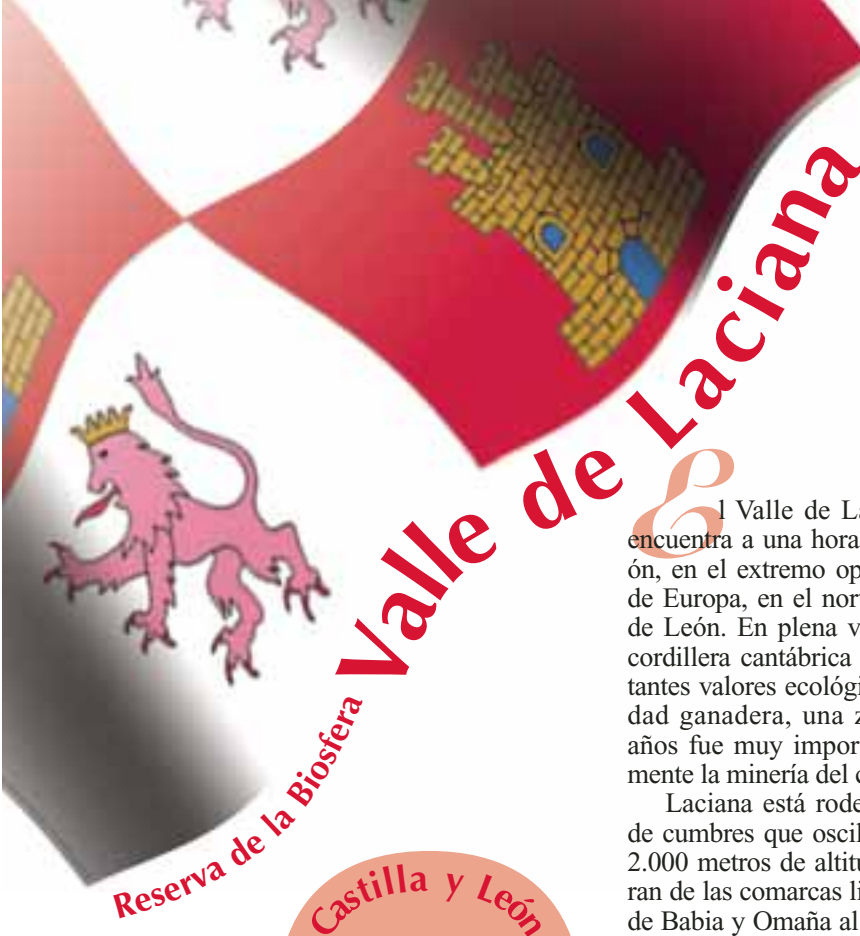 Reserva de la Biosfera Valle de Laciana
Castilla y León
El Valle de La
encuentra a una hora
ón, en el extremo op
de Europa, en el nor
de León. En plena v
cordillera cantábrica
tantes valores ecológi
dad ganadera, una z
años fue muy impor
mente la minería del
Laciana está rode
de cumbres que oscil
2.000 metros de altitu
ran de las comarcas li
de Babia y Omaña al